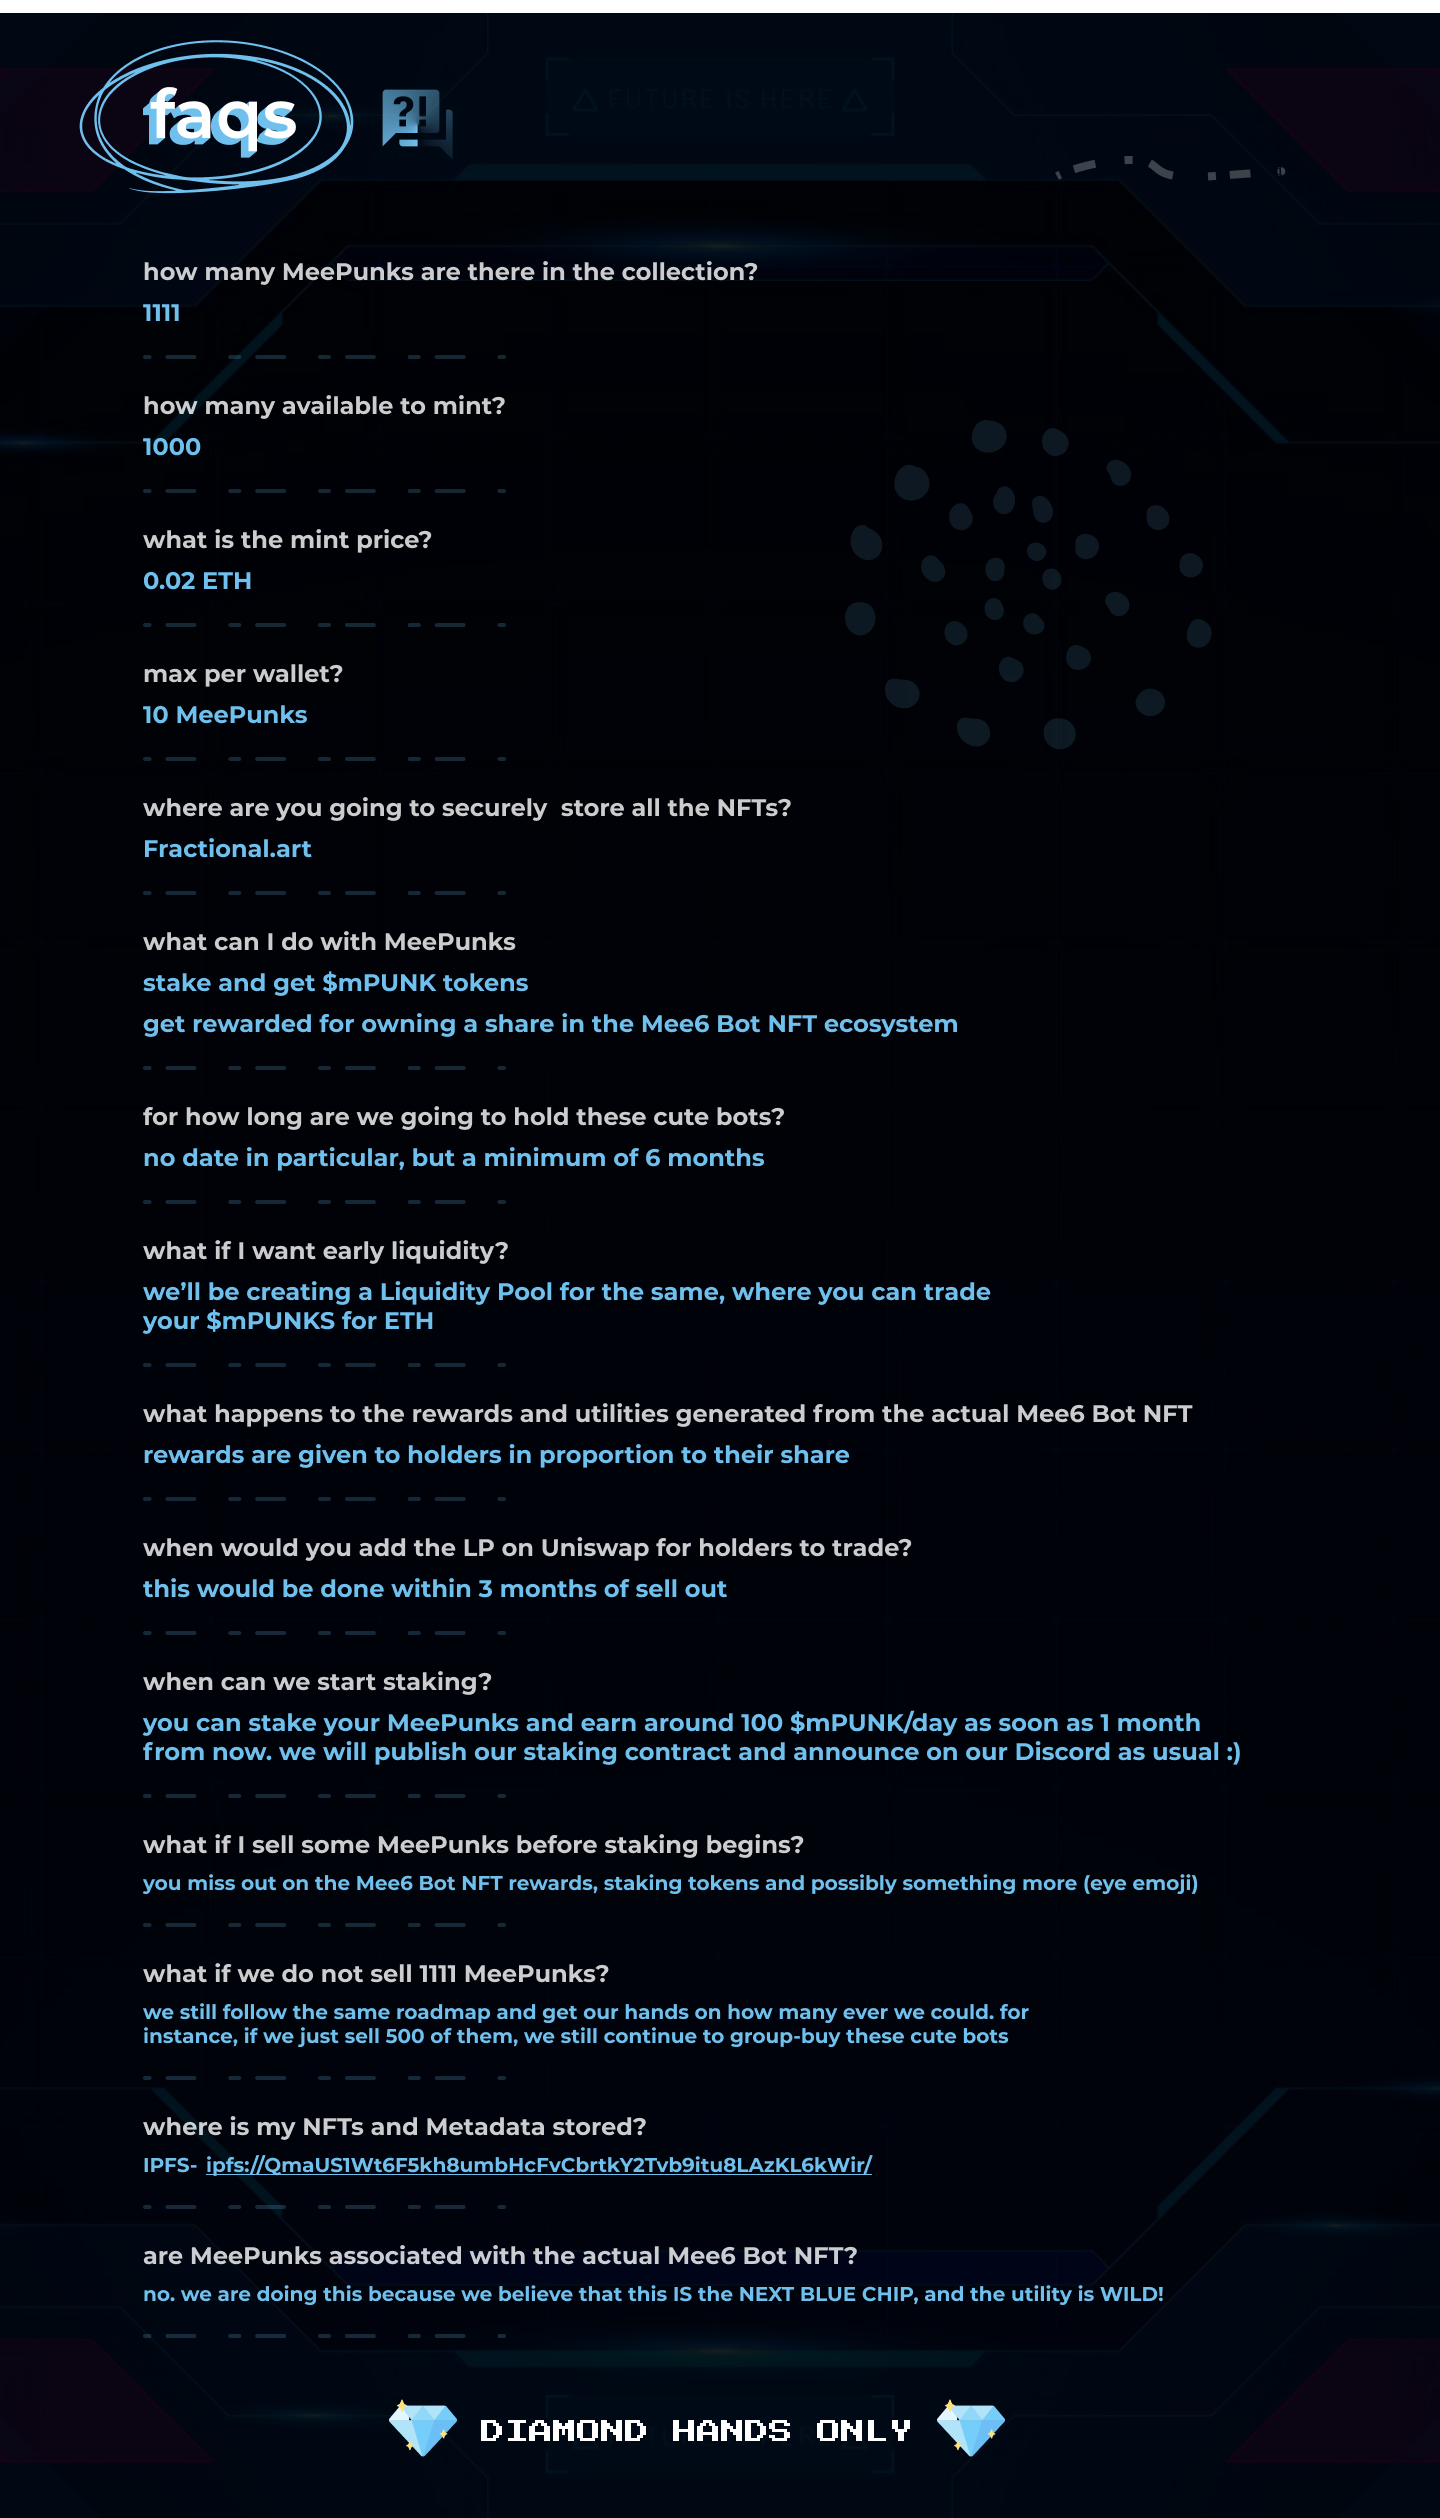 FUTURE IS HERE
faqs
?!
how many MeePunks are there in the collection?
1111
how many available to mint?
1000
what is the mint price?
0.02 ETH
max per wallet?
10 MeePunks
where are you going to securely  store all the NFTs?
Fractional.art
what can I do with MeePunks
stake and get $mPUNK tokens
get rewarded for owning a share in the Mee6 Bot NFT ecosystem
for how long are we going to hold these cute bots?
no date in particular, but a minimum of 6 months
what if I want early liquidity?
we’ll be creating a Liquidity Pool for the same, where you can trade
your $mPUNKS for ETH
what happens to the rewards and utilities generated from the actual Mee6 Bot NFT
rewards are given to holders in proportion to their share
when would you add the LP on Uniswap for holders to trade?
this would be done within 3 months of sell out
when can we start staking?
you can stake your MeePunks and earn around 100 $mPUNK/day as soon as 1 month
from now. we will publish our staking contract and announce on our Discord as usual :)
what if I sell some MeePunks before staking begins?
you miss out on the Mee6 Bot NFT rewards, staking tokens and possibly something more (eye emoji)
what if we do not sell 1111 MeePunks?
we still follow the same roadmap and get our hands on how many ever we could. for
instance, if we just sell 500 of them, we still continue to group-buy these cute bots
where is my NFTs and Metadata stored?
IPFS- ipfs://QmaUS1Wt6F5kh8umbHcFvCbrtkY2Tvb9itu8LAzKL6kWir/
are MeePunks associated with the actual Mee6 Bot NFT?
no. we are doing this because we believe that this IS the NEXT BLUE CHIP, and the utility is WILD!
DIAMOND HANDS ONLY